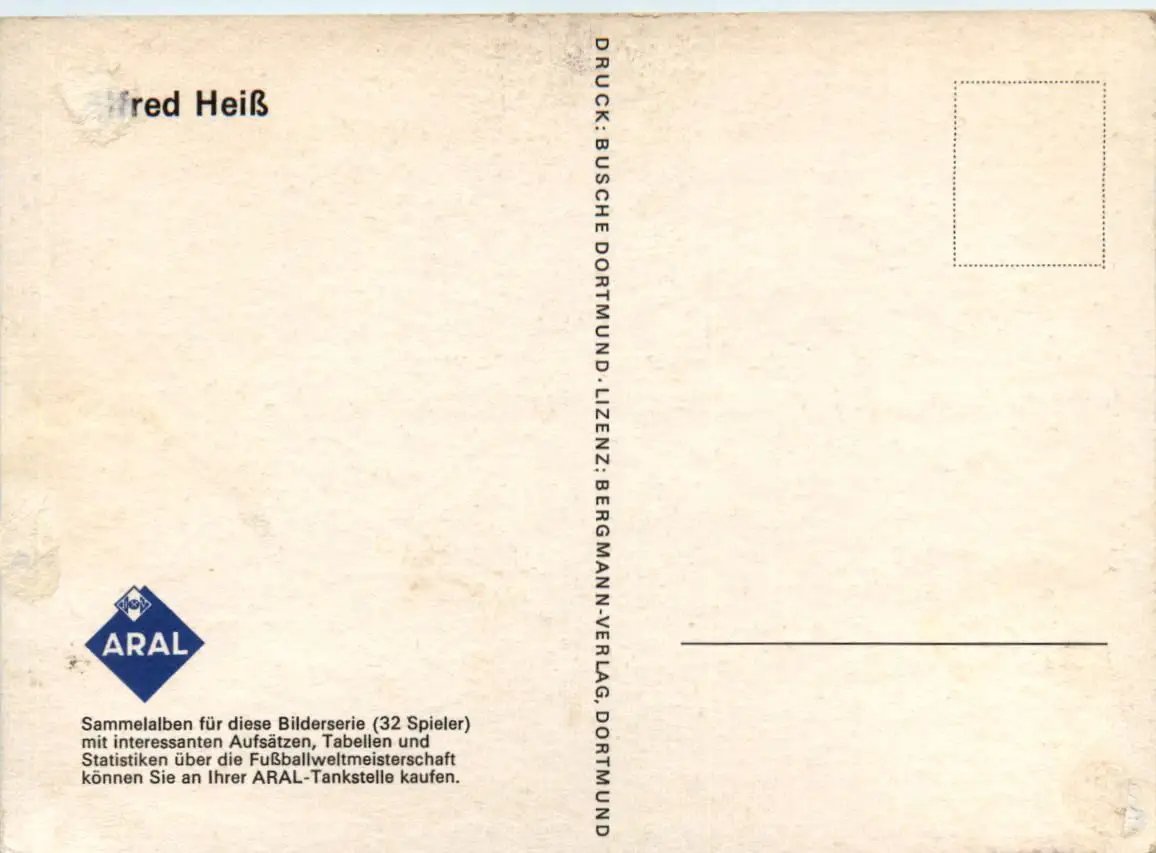 Alfred Heiß
DRUCK: BUSCHE DORTMUND · LIZENZ: BERGMANN-VERLAG, DORTMUND
ARAL
Sammelalben für diese Bilderserie (32 Spieler)
mit interessanten Aufsätzen, Tabellen und
Statistiken über die Fußballweltmeisterschaft
können Sie an Ihrer ARAL-Tankstelle kaufen.